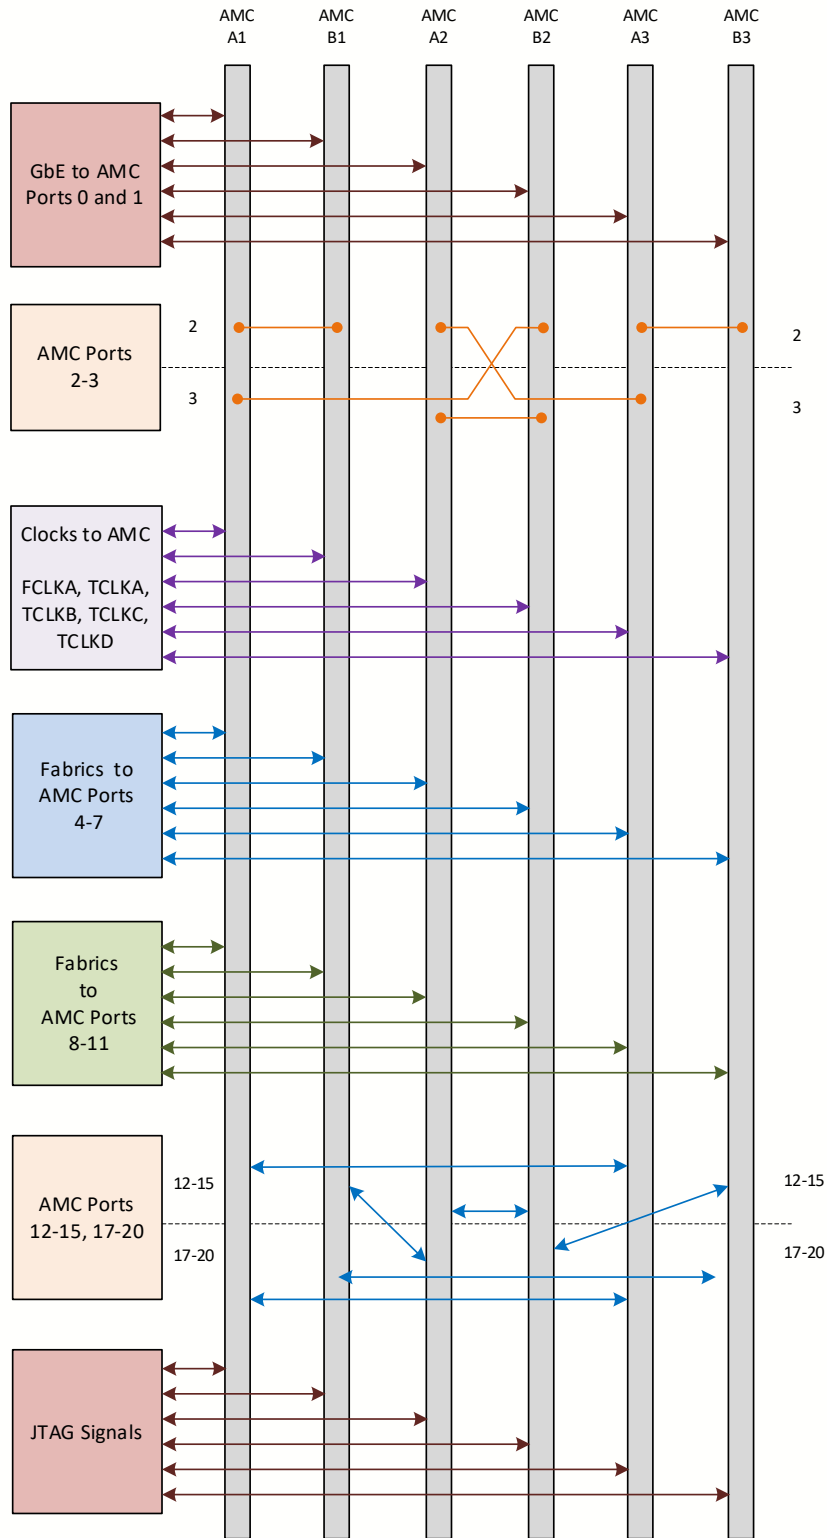 AMC
A1
AMC
B1
AMC
A2
AMC
B2
AMC
A3
AMC
B3
GbE to AMC
Ports 0 and 1
AMC Ports
2-3
2
3
2
3
Clocks to AMC
FCLKA, TCLKA,
TCLKB, TCLKC,
TCLKD
Fabrics to
AMC Ports
4-7
Fabrics
to
AMC Ports
8-11
AMC Ports
12-15, 17-20
12-15
17-20
12-15
17-20
JTAG Signals